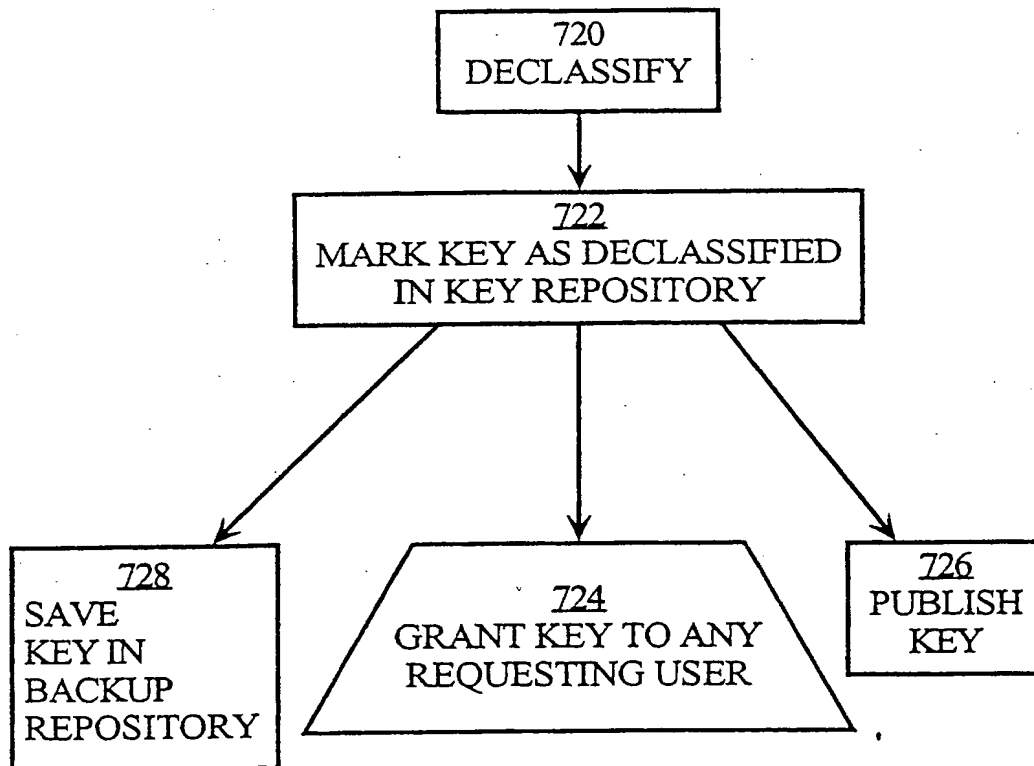 720
DECLASSIFY
722
MARK KEY AS DECLASSIFIED
IN KEY REPOSITORY
728
SAVE
KEY IN
BACKUP
REPOSITORY
724
GRANT KEY TO ANY
REQUESTING USER
726
PUBLISH
KEY